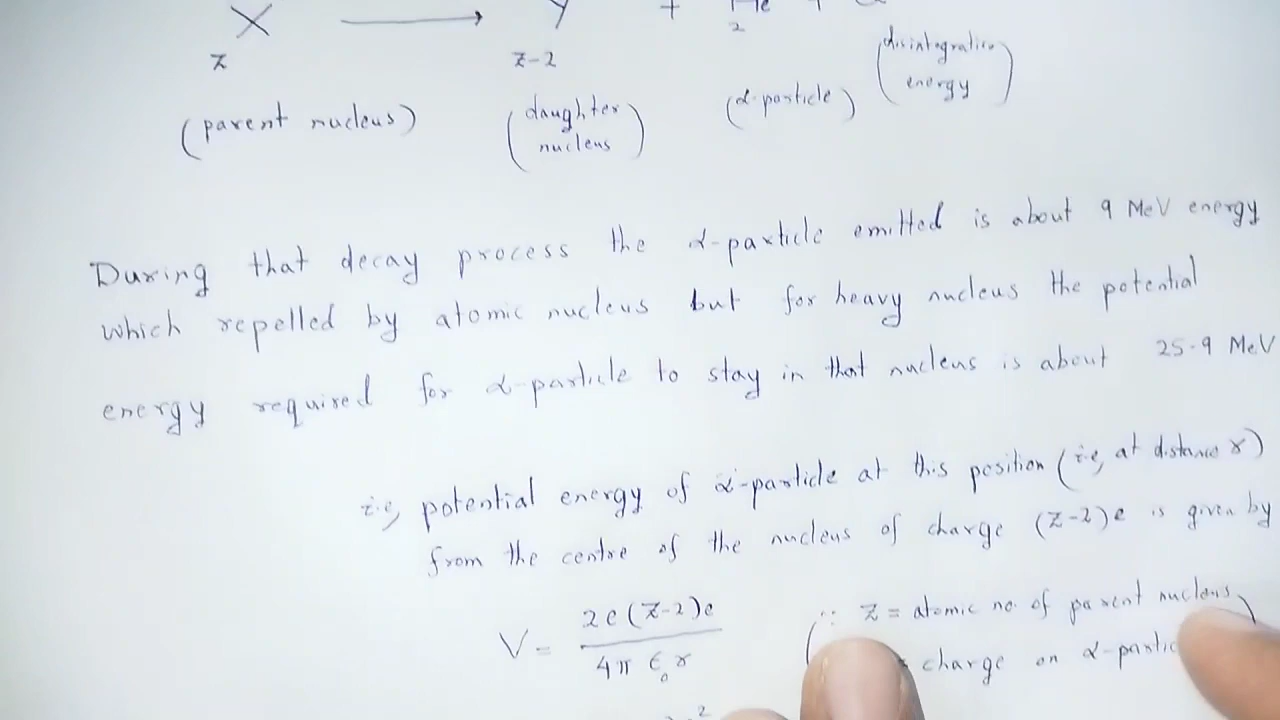 X ⟶ Y + He +
Z Z-2 2
(parent nucleus) (daughter nucleus) (α-particle) (disintegration energy)
During that decay process the α-particle emitted is about 9 MeV energy
which repelled by atomic nucleus but for heavy nucleus the potential
energy required for α-particle to stay in that nucleus is about 25.9 MeV
i.e, potential energy of α-particle at this position (i.e, at distance r)
from the centre of the nucleus of charge (Z-2)e is given by
V = 2e(Z-2)e / 4π ϵ₀ r (∵ Z = atomic no. of parent nucleus)
charge on α-partic
2